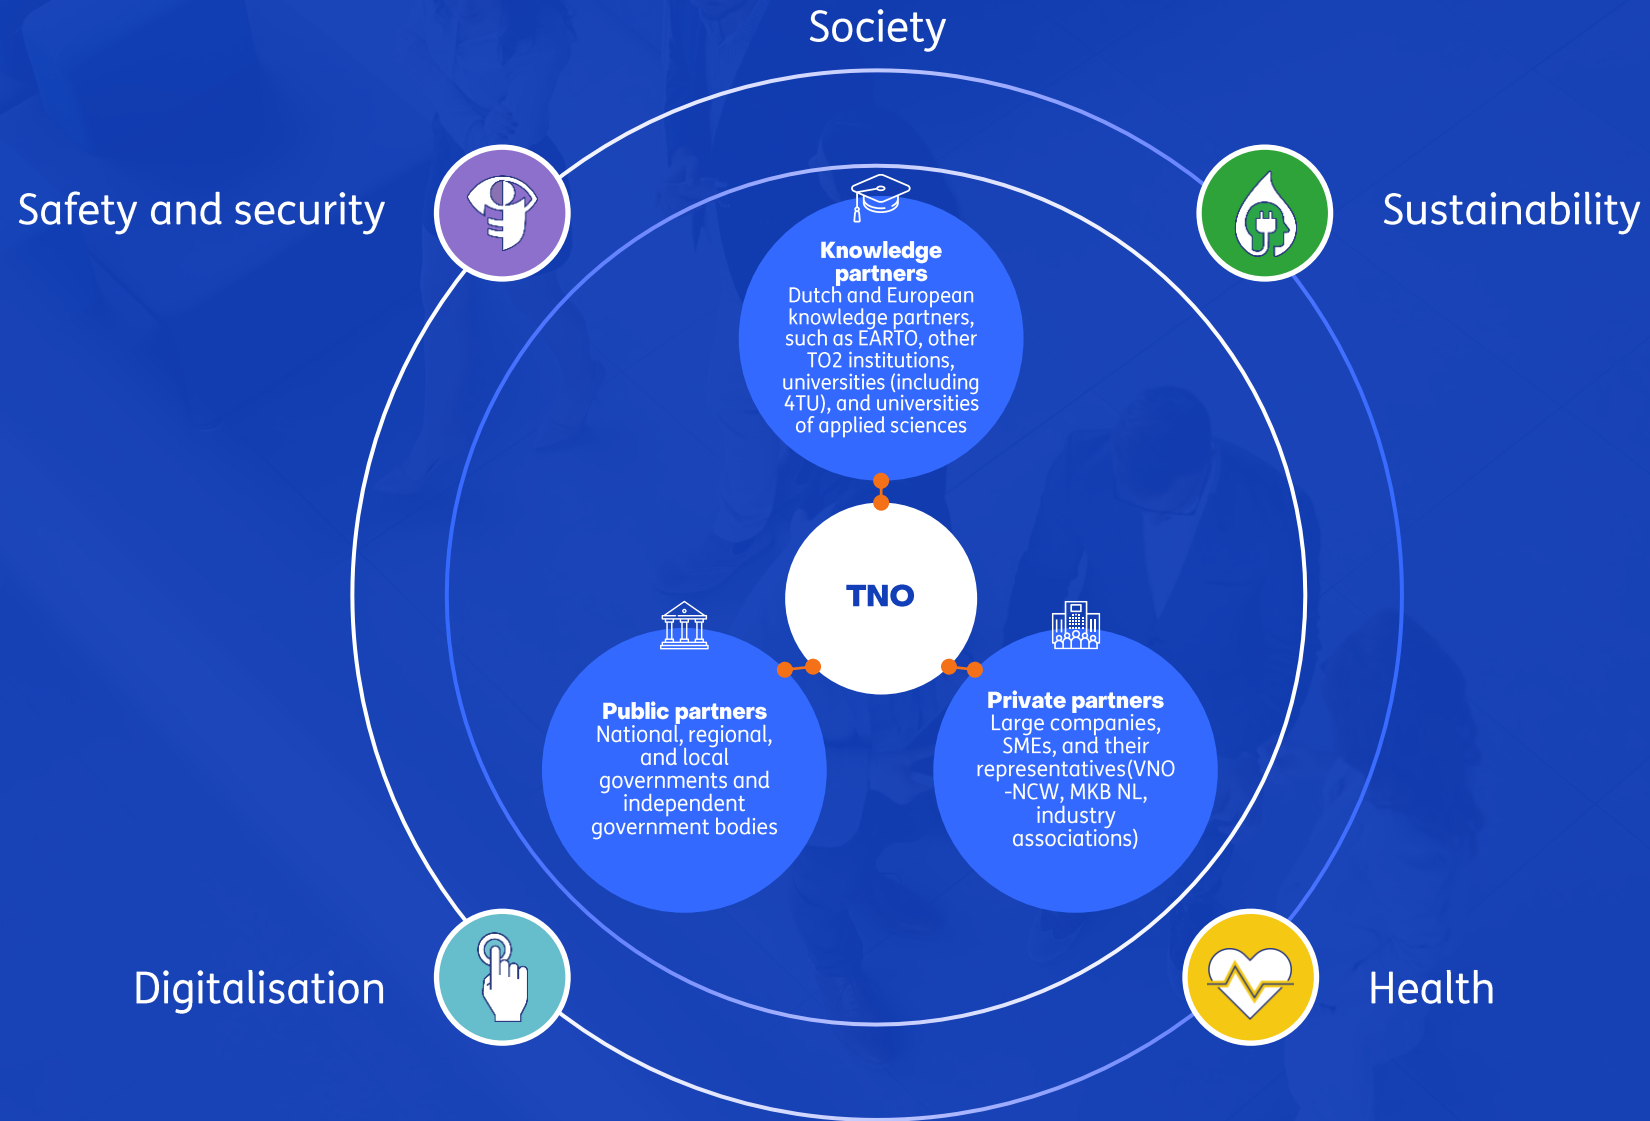 Society
Safety and security
Sustainability
Knowledge
partners
Dutch and European
knowledge partners,
such as EARTO, other
TO2 institutions,
universities (including
4TU), and universities
of applied sciences
TNO
Public partners
National, regional,
and local
governments and
independent
government bodies
Private partners
Large companies,
SMEs, and their
representatives(VNO
-NCW, MKB NL,
industry
associations)
Digitalisation
Health